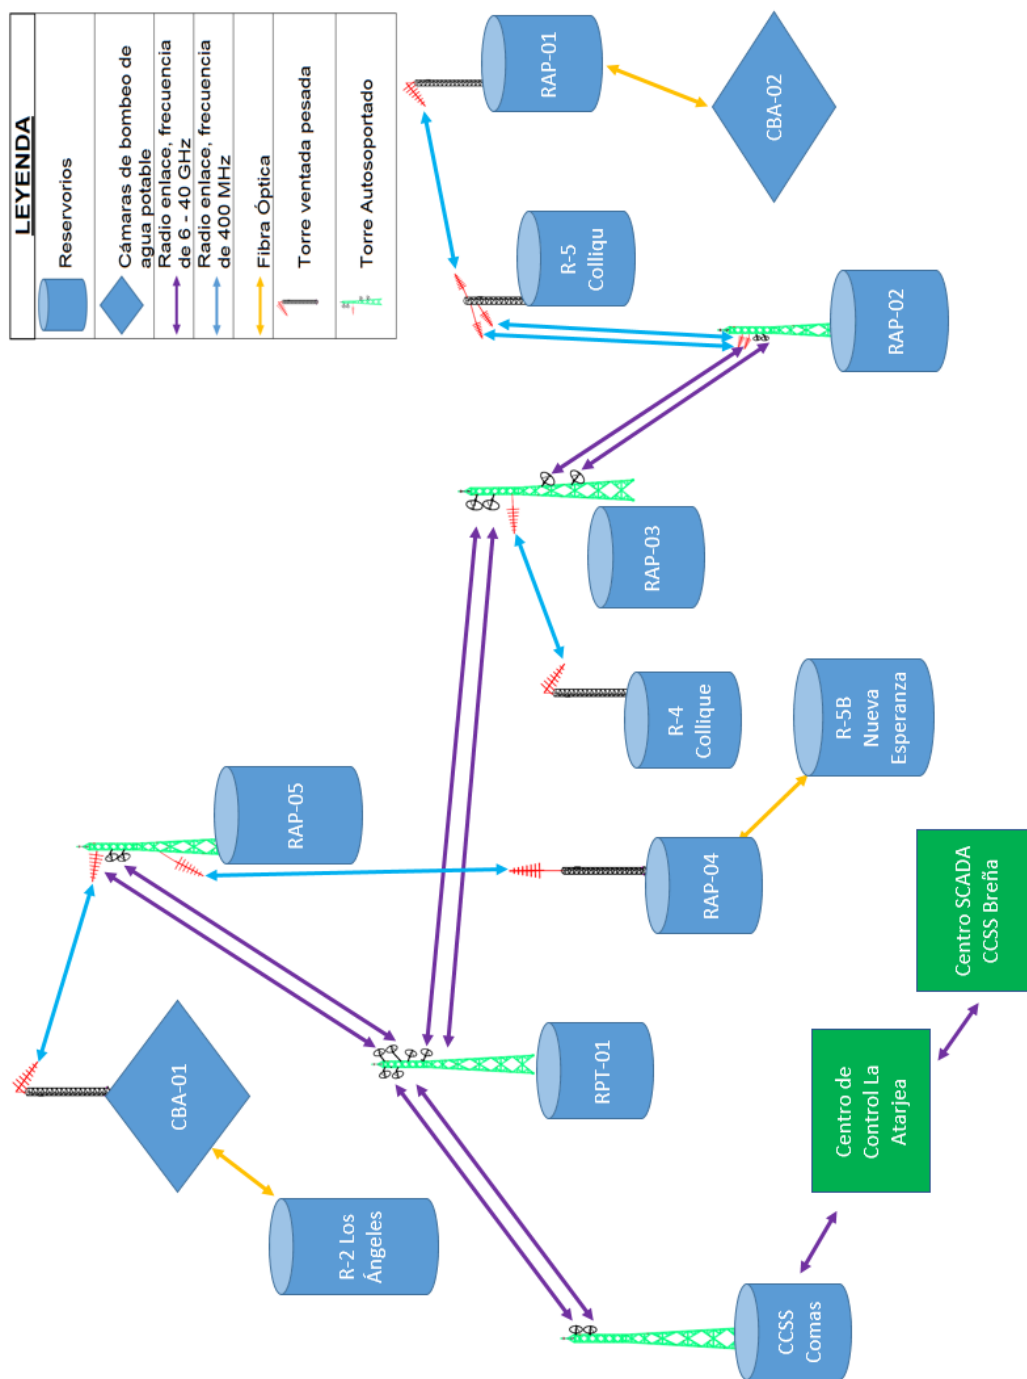 LEYENDA
Reservorios
Cámaras de bombeo de
agua potable
Radio enlace, frecuencia
de 6 - 40 GHz
Radio enlace, frecuencia
de 400 MHz
Fibra Óptica
Torre ventada pesada
Torre Autosoportado
RAP-01
CBA-02
R-5
Colliqu
RAP-02
RAP-03
R-4
Collique
R-5B
Nueva
Esperanza
RAP-05
RAP-04
CBA-01
RPT-01
R-2 Los
Ángeles
CCSS
Comas
Centro de
Control La
Atarjea
Centro SCADA
CCSS Breña